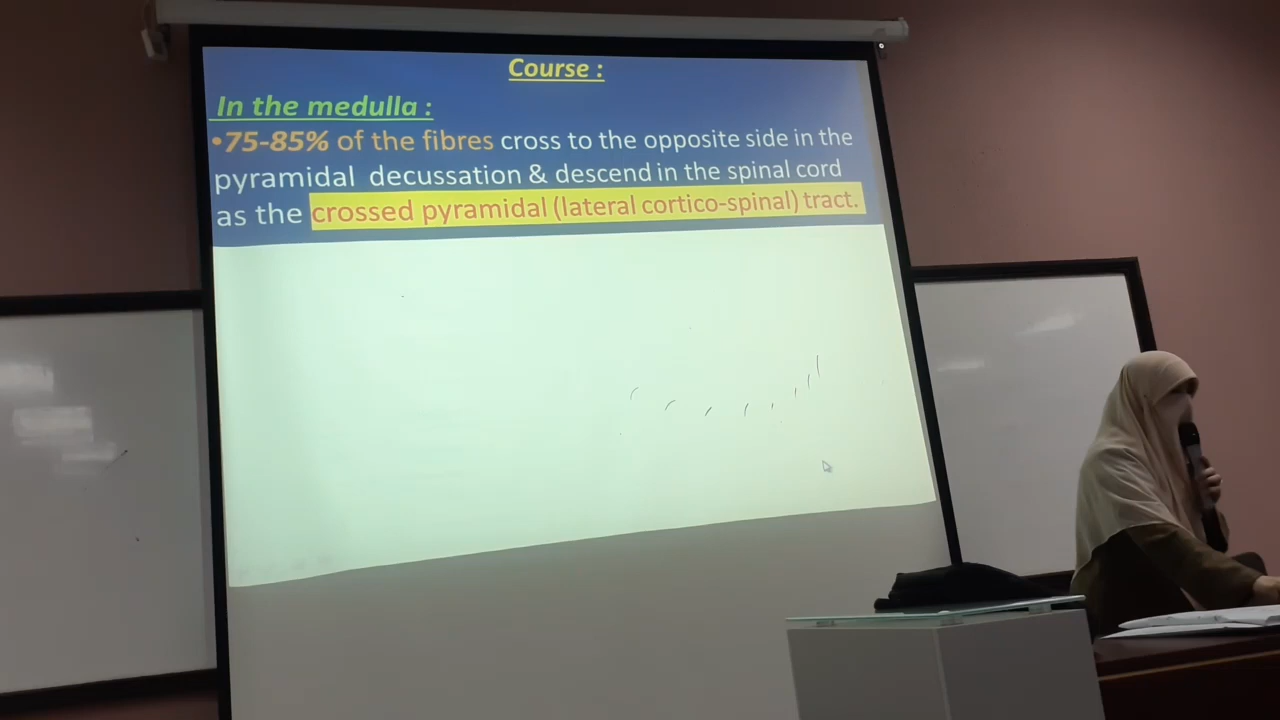 Course :
In the medulla :
•75-85% of the fibres cross to the opposite side in the
pyramidal decussation & descend in the spinal cord
as the crossed pyramidal (lateral cortico-spinal) tract.